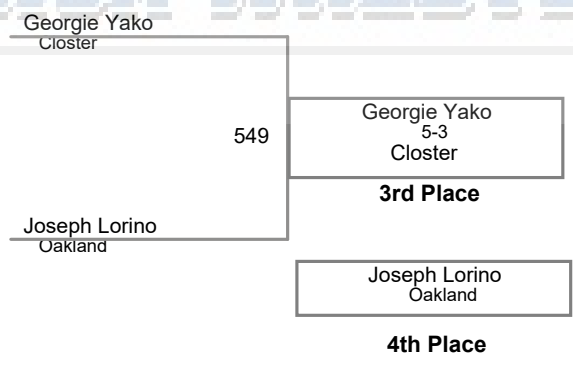 Georgie Yako
Closter
549
Georgie Yako
5-3
Closter
3rd Place
Joseph Lorino
Oakland
Joseph Lorino
Oakland
4th Place